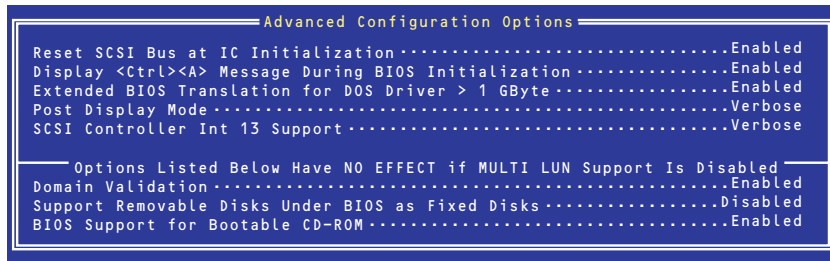 Advanced Configuration Options
Reset SCSI Bus at IC Initialization································Enabled
Display <Ctrl><A> Message During BIOS Initialization···············Enabled
Extended BIOS Translation for DOS Driver > 1 GByte·················Enabled
Post Display Mode··················································Verbose
SCSI Controller Int 13 Support·····································Verbose
Options Listed Below Have NO EFFECT if MULTI LUN Support Is Disabled
Domain Validation··················································Enabled
Support Removable Disks Under BIOS as Fixed Disks·················Disabled
BIOS Support for Bootable CD-ROM···································Enabled